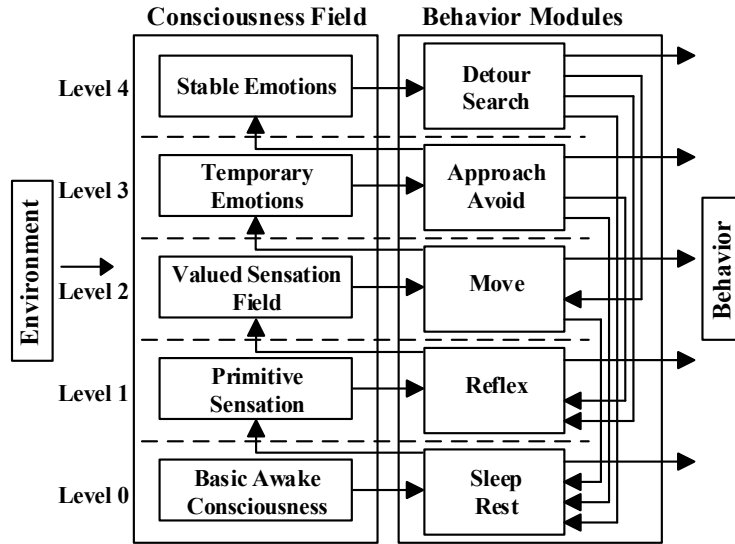 Consciousness Field
Behavior Modules
Level 4
Stable Emotions
Detour
Search
Level 3
Temporary
Emotions
Approach
Avoid
Environment
Level 2
Valued Sensation
Field
Move
Behavior
Level 1
Primitive
Sensation
Reflex
Level 0
Basic Awake
Consciousness
Sleep
Rest